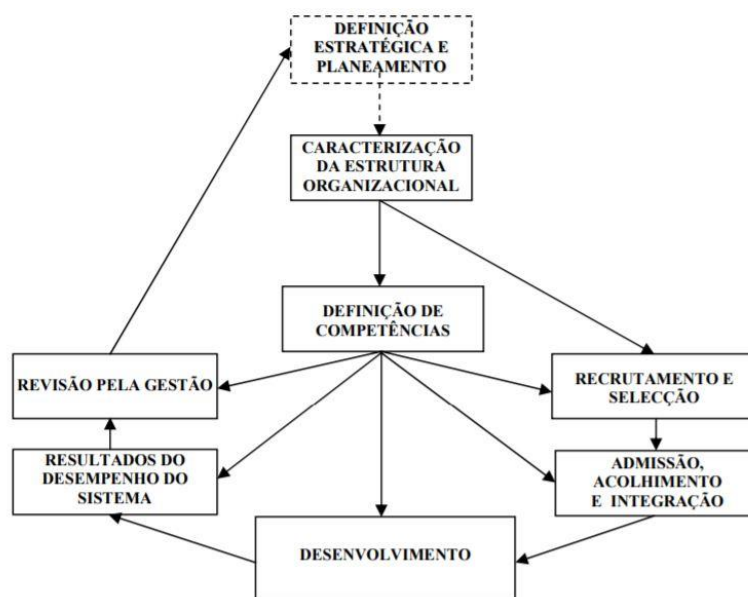 DEFINIÇÃO
ESTRATÉGICA E
PLANEAMENTO
CARACTERIZAÇÃO
DA ESTRUTURA
ORGANIZACIONAL
DEFINIÇÃO DE
COMPETÊNCIAS
REVISÃO PELA GESTÃO
RECRUTAMENTO E
SELECÇÃO
RESULTADOS DO
DESEMPENHO DO
SISTEMA
ADMISSÃO,
ACOLHIMENTO
E INTEGRAÇÃO
DESENVOLVIMENTO